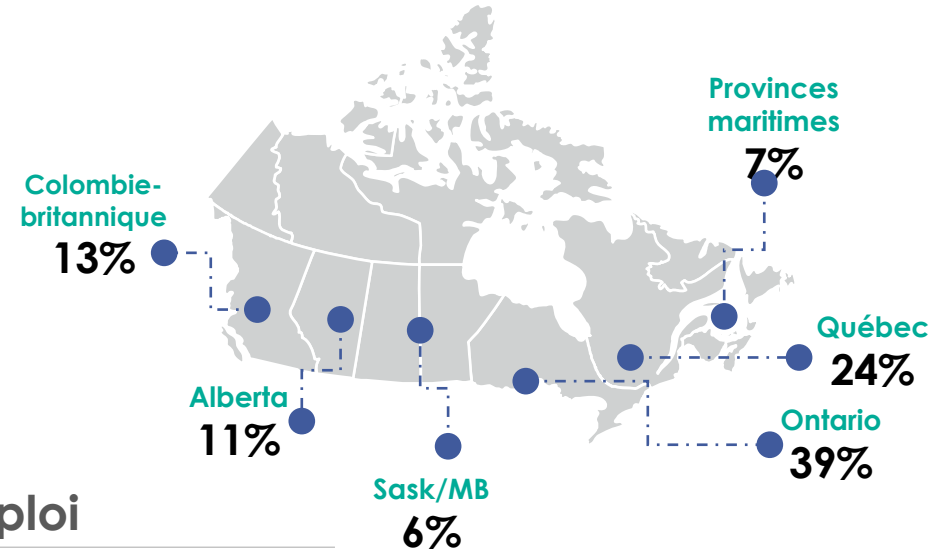 Provinces
maritimes
7%
Colombie-
britannique
13%
Québec
24%
Alberta
11%
Ontario
39%
Sask/MB
6%
ploi